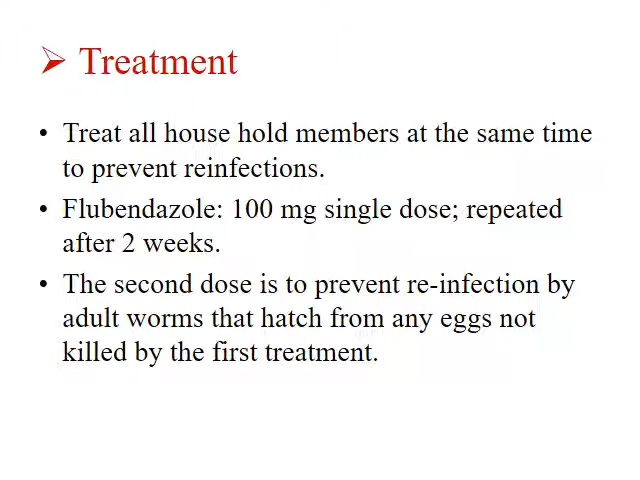 ➢ Treatment
• Treat all house hold members at the same time
to prevent reinfections.
• Flubendazole: 100 mg single dose; repeated
after 2 weeks.
• The second dose is to prevent re-infection by
adult worms that hatch from any eggs not
killed by the first treatment.